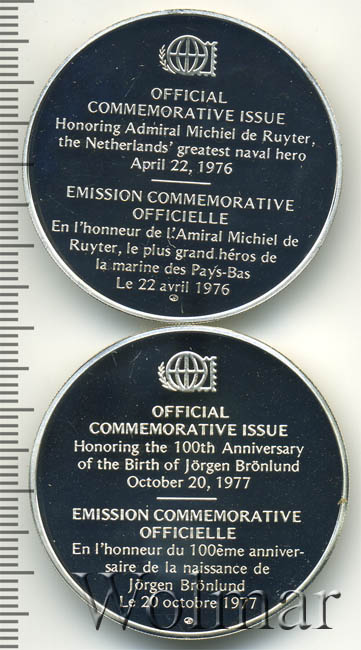 OFFICIAL
COMMEMORATIVE ISSUE
Honoring Admiral Michiel de Ruyter,
the Netherlands' greatest naval hero
April 22, 1976
EMISSION COMMEMORATIVE
OFFICIELLE
En l'honneur de l'Amiral Michiel de
Ruyter, le plus grand héros de
la marine des Pays-Bas
Le 22 avril 1976
OFFICIAL
COMMEMORATIVE ISSUE
Honoring the 100th Anniversary
of the Birth of Jörgen Brönlund
October 20, 1977
EMISSION COMMEMORATIVE
OFFICIELLE
En l'honneur du 100ème anniver-
saire de la naissance de
Jörgen Brönlund
Le 20 octobre 1977
Wolmar